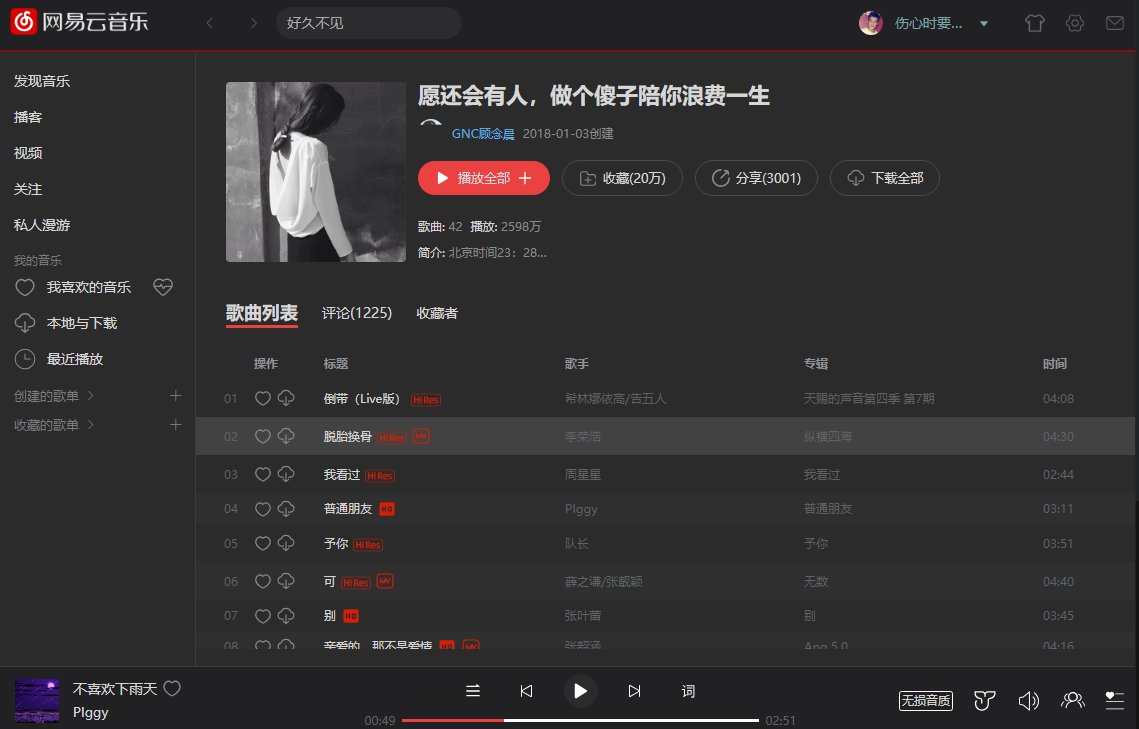 网易云音乐
好久不见
伤心时要...
发现音乐
播客
视频
关注
私人漫游
我的音乐
我喜欢的音乐
本地与下载
最近播放
创建的歌单
收藏的歌单
愿还会有人，做个傻子陪你浪费一生
GNC顾念晨 2018-01-03创建
播放全部 收藏(20万) 分享(3001) 下载全部
歌曲: 42 播放: 2598万
简介: 北京时间23：28...
歌曲列表 评论(1225) 收藏者
操作 标题 歌手 专辑 时间
01 倒带（Live版） Hi Res 希林娜依高/告五人 天赐的声音第四季 第7期 04:08
02 脱胎换骨 Hi Res MV 李荣浩 纵横四海 04:30
03 我看过 Hi Res 周星星 我看过 02:44
04 普通朋友 HQ PIggy 普通朋友 03:11
05 予你 Hi Res 队长 予你 03:51
06 可 Hi Res MV 薛之谦/张靓颖 无数 04:40
07 别 HQ 张叶蕾 别 03:45
08 亲爱的，那不是爱情 HQ MV 张韶涵 Ang 5.0 04:16
不喜欢下雨天
PIggy
词
00:49 02:51
无损音质